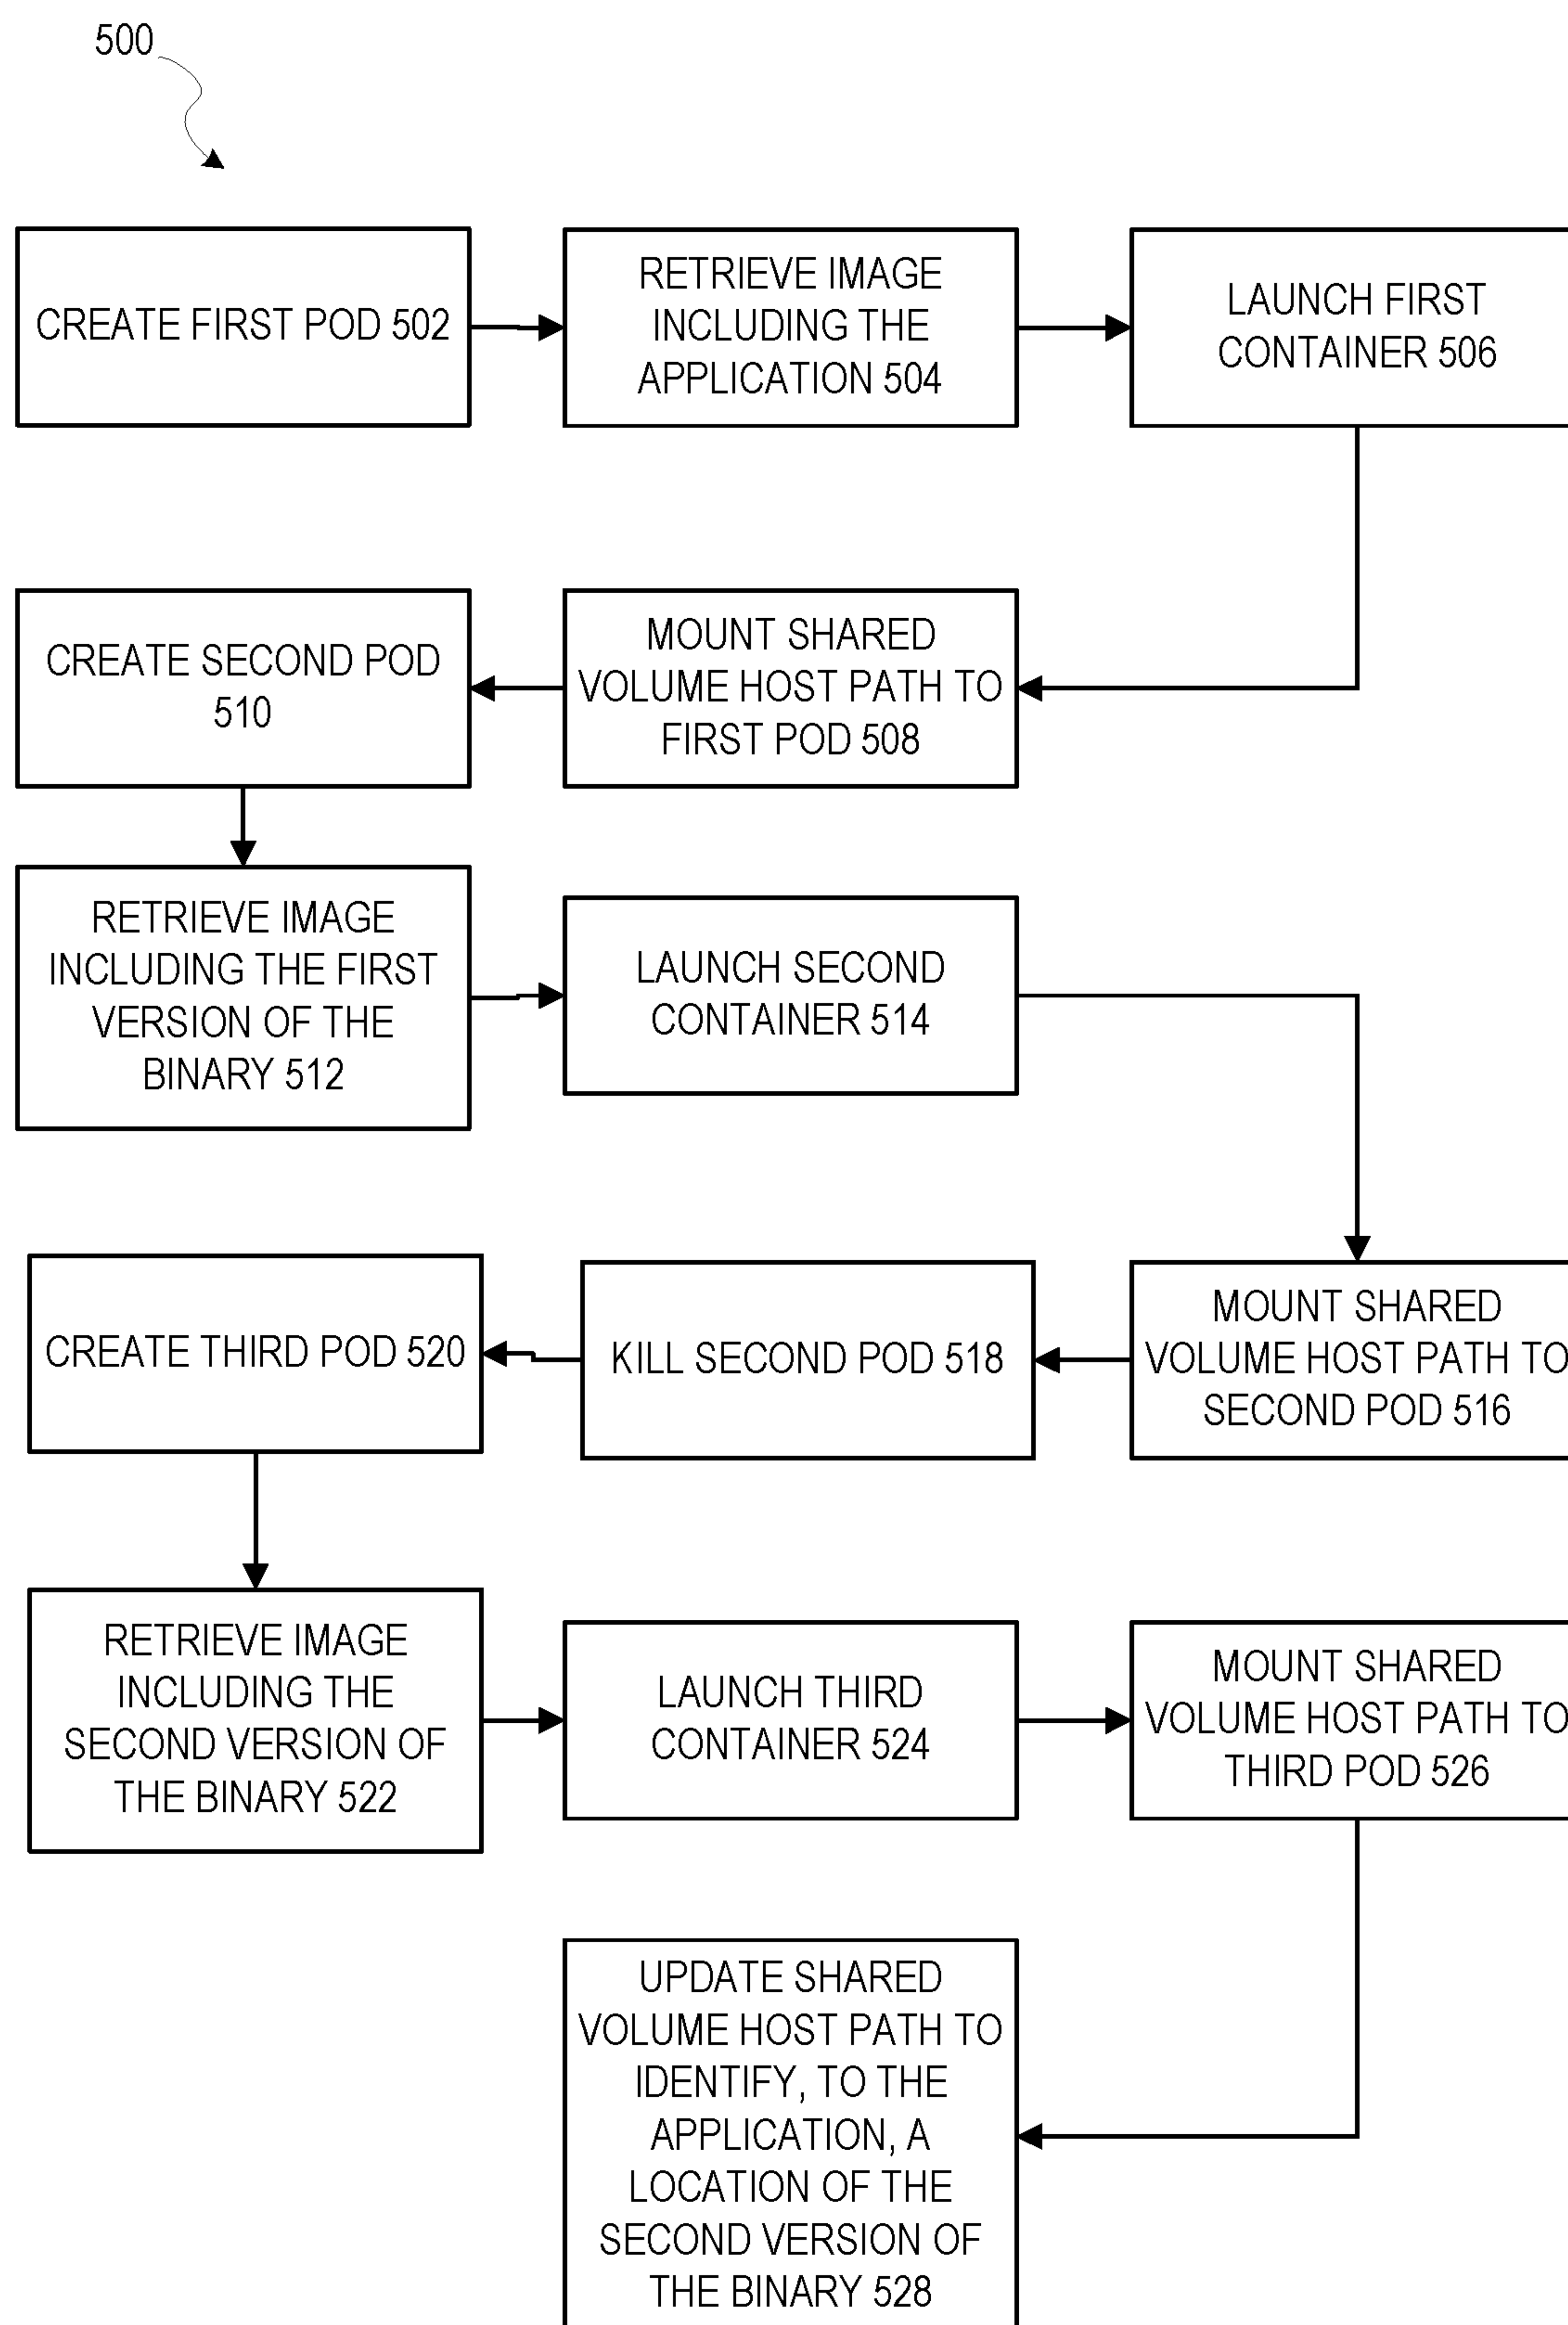 500
CREATE FIRST POD 502
RETRIEVE IMAGE
INCLUDING THE
APPLICATION 504
LAUNCH FIRST
CONTAINER 506
MOUNT SHARED
VOLUME HOST PATH TO
FIRST POD 508
CREATE SECOND POD
510
RETRIEVE IMAGE
INCLUDING THE FIRST
VERSION OF THE
BINARY 512
LAUNCH SECOND
CONTAINER 514
MOUNT SHARED
VOLUME HOST PATH TO
SECOND POD 516
KILL SECOND POD 518
CREATE THIRD POD 520
RETRIEVE IMAGE
INCLUDING THE
SECOND VERSION OF
THE BINARY 522
LAUNCH THIRD
CONTAINER 524
MOUNT SHARED
VOLUME HOST PATH TO
THIRD POD 526
UPDATE SHARED
VOLUME HOST PATH TO
IDENTIFY, TO THE
APPLICATION, A
LOCATION OF THE
SECOND VERSION OF
THE BINARY 528